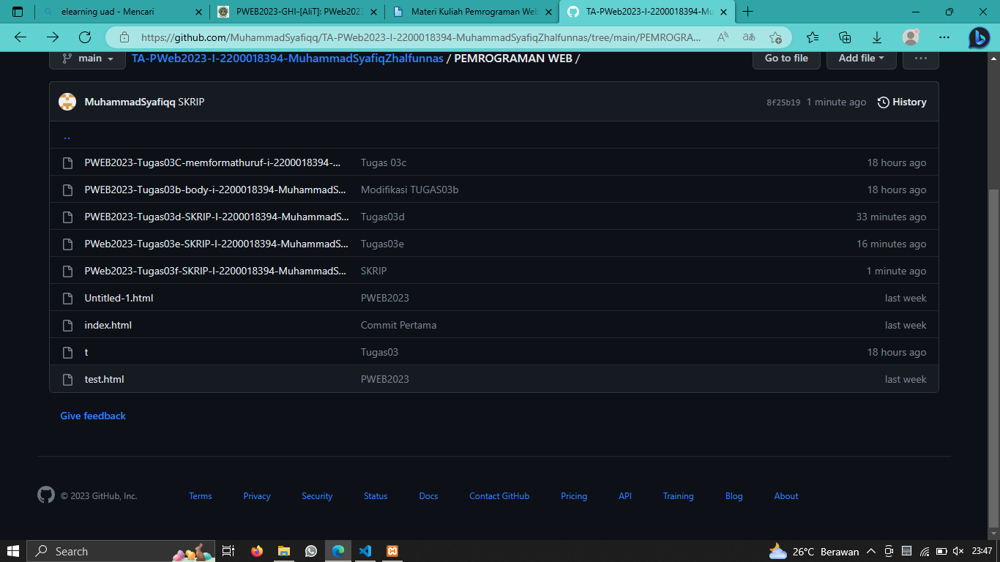 elearning uad - Mencari
PWEB2023-GHI-[AliT]: PWeb2023
Materi Kuliah Pemrograman Web
TA-PWeb2023-I-2200018394-Mu
https://github.com/MuhammadSyafiqq/TA-PWeb2023-I-2200018394-MuhammadSyafiqZhalfunnas/tree/main/PEMROGRA...
main
TA-PWeb2023-I-2200018394-MuhammadSyafiqZhalfunnas / PEMROGRAMAN WEB /
Go to file
Add file
MuhammadSyafiqq SKRIP
8f25b19 1 minute ago
History
..
PWEB2023-Tugas03C-memformathuruf-i-2200018394-... Tugas 03c 18 hours ago
PWEB2023-Tugas03b-body-i-2200018394-MuhammadS... Modifikasi TUGAS03b 18 hours ago
PWEB2023-Tugas03d-SKRIP-I-2200018394-MuhammadS... Tugas03d 33 minutes ago
PWeb2023-Tugas03e-SKRIP-I-2200018394-MuhammadS... Tugas03e 16 minutes ago
PWeb2023-Tugas03f-SKRIP-I-2200018394-MuhammadS... SKRIP 1 minute ago
Untitled-1.html PWEB2023 last week
index.html Commit Pertama last week
t Tugas03 18 hours ago
test.html PWEB2023 last week
Give feedback
© 2023 GitHub, Inc. Terms Privacy Security Status Docs Contact GitHub Pricing API Training Blog About
Search
26°C Berawan
23:47